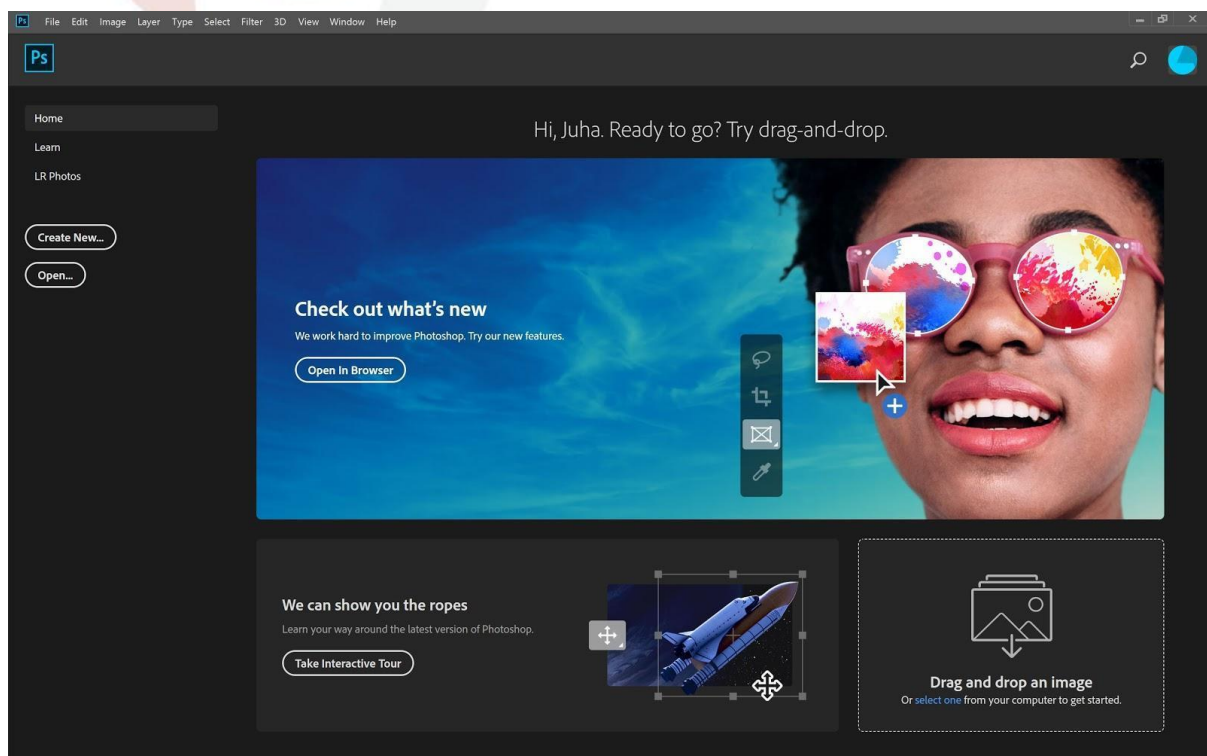 Ps File Edit Image Layer Type Select Filter 3D View Window Help
Ps
Home
Learn
LR Photos
Create New...
Open...
Hi, Juha. Ready to go? Try drag-and-drop.
Check out what's new
We work hard to improve Photoshop. Try our new features.
Open In Browser
We can show you the ropes
Learn your way around the latest version of Photoshop.
Take Interactive Tour
Drag and drop an image
Or select one from your computer to get started.